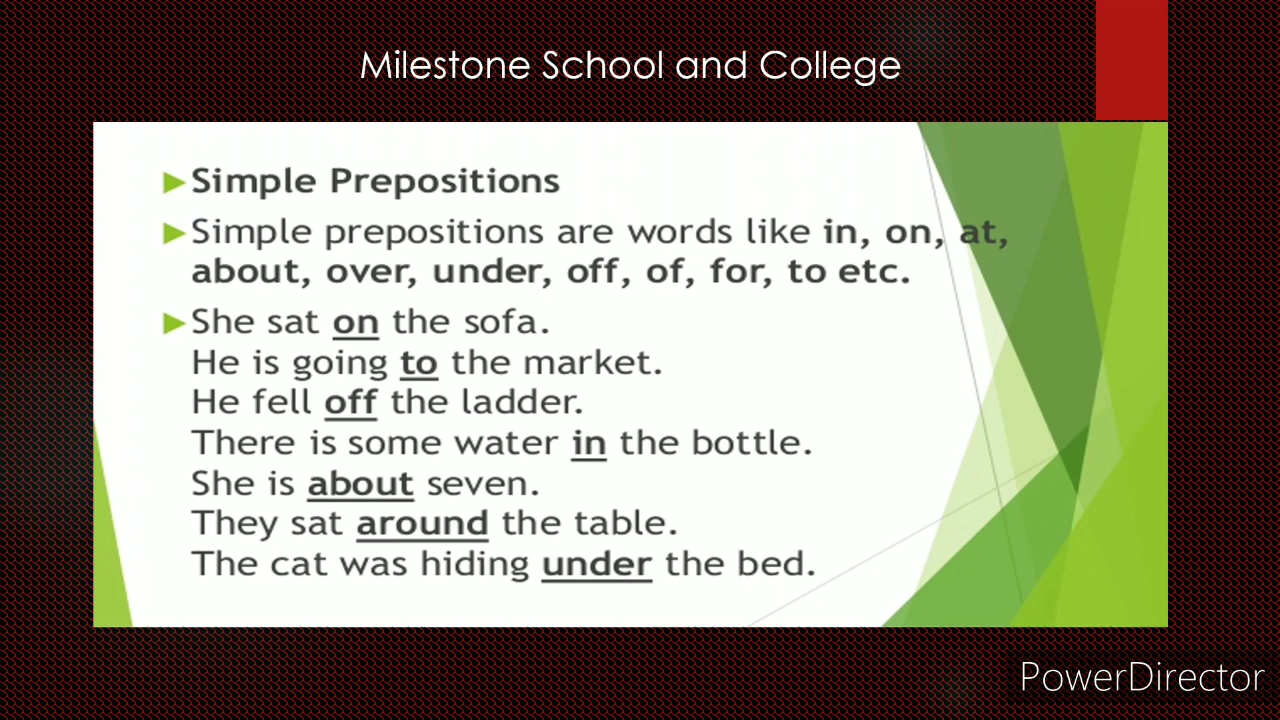 Milestone School and College
Simple Prepositions
Simple prepositions are words like in, on, at,
about, over, under, off, of, for, to etc.
She sat on the sofa.
He is going to the market.
He fell off the ladder.
There is some water in the bottle.
She is about seven.
They sat around the table.
The cat was hiding under the bed.
PowerDirector